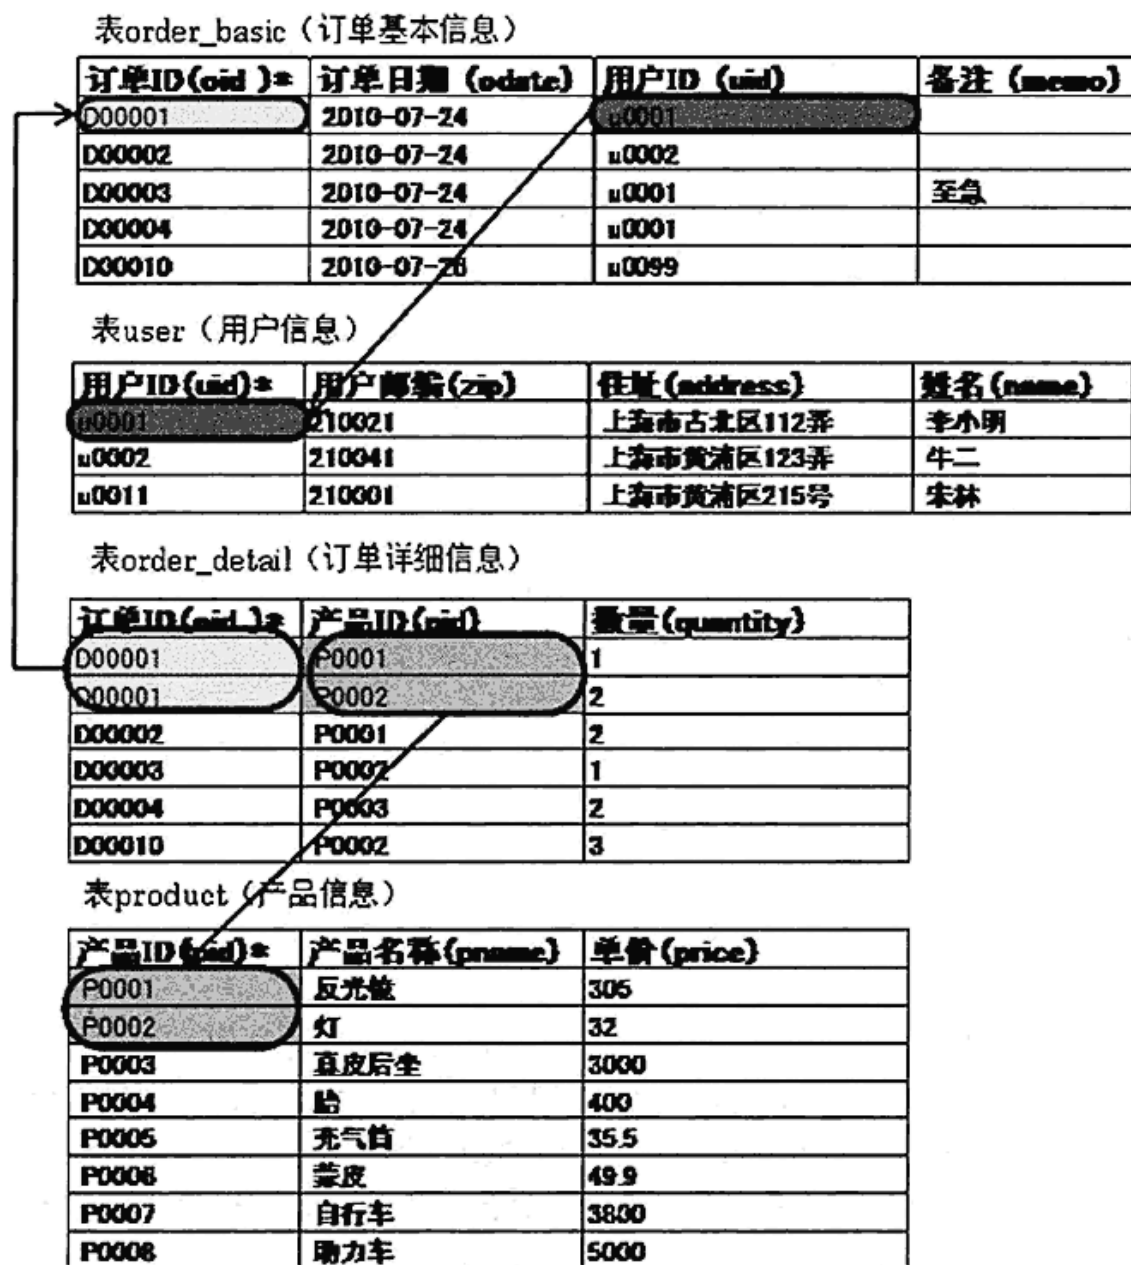 表order_basic（订单基本信息）
订单ID(oid )* 订单日期 (odate) 用户ID (uid) 备注 (memo)
D00001 2010-07-24 u0001
D00002 2010-07-24 u0002
D00003 2010-07-24 u0001 至急
D00004 2010-07-24 u0001
D00010 2010-07-26 u0099
表user（用户信息）
用户ID(uid)* 用户邮编(zip) 住址(address) 姓名(name)
u0001 210021 上海市古北区112弄 李小明
u0002 210041 上海市黄浦区123弄 牛二
u0011 210001 上海市黄浦区215号 宋林
表order_detail（订单详细信息）
订单ID(oid )* 产品ID(pid) 数量(quantity)
D00001 P0001 1
D00001 P0002 2
D00002 P0001 2
D00003 P0002 1
D00004 P0003 2
D00010 P0002 3
表product（产品信息）
产品ID(pid)* 产品名称(pname) 单价(price)
P0001 反光镜 305
P0002 灯 32
P0003 真皮后坐 3000
P0004 胎 400
P0005 充气筒 35.5
P0006 蒙皮 49.9
P0007 自行车 3800
P0008 助力车 5000